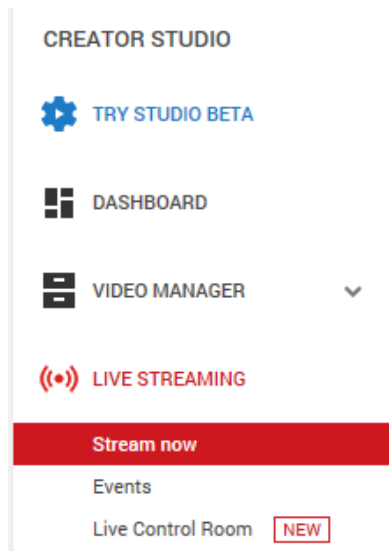 CREATOR STUDIO
TRY STUDIO BETA
DASHBOARD
VIDEO MANAGER
LIVE STREAMING
Stream now
Events
Live Control Room NEW